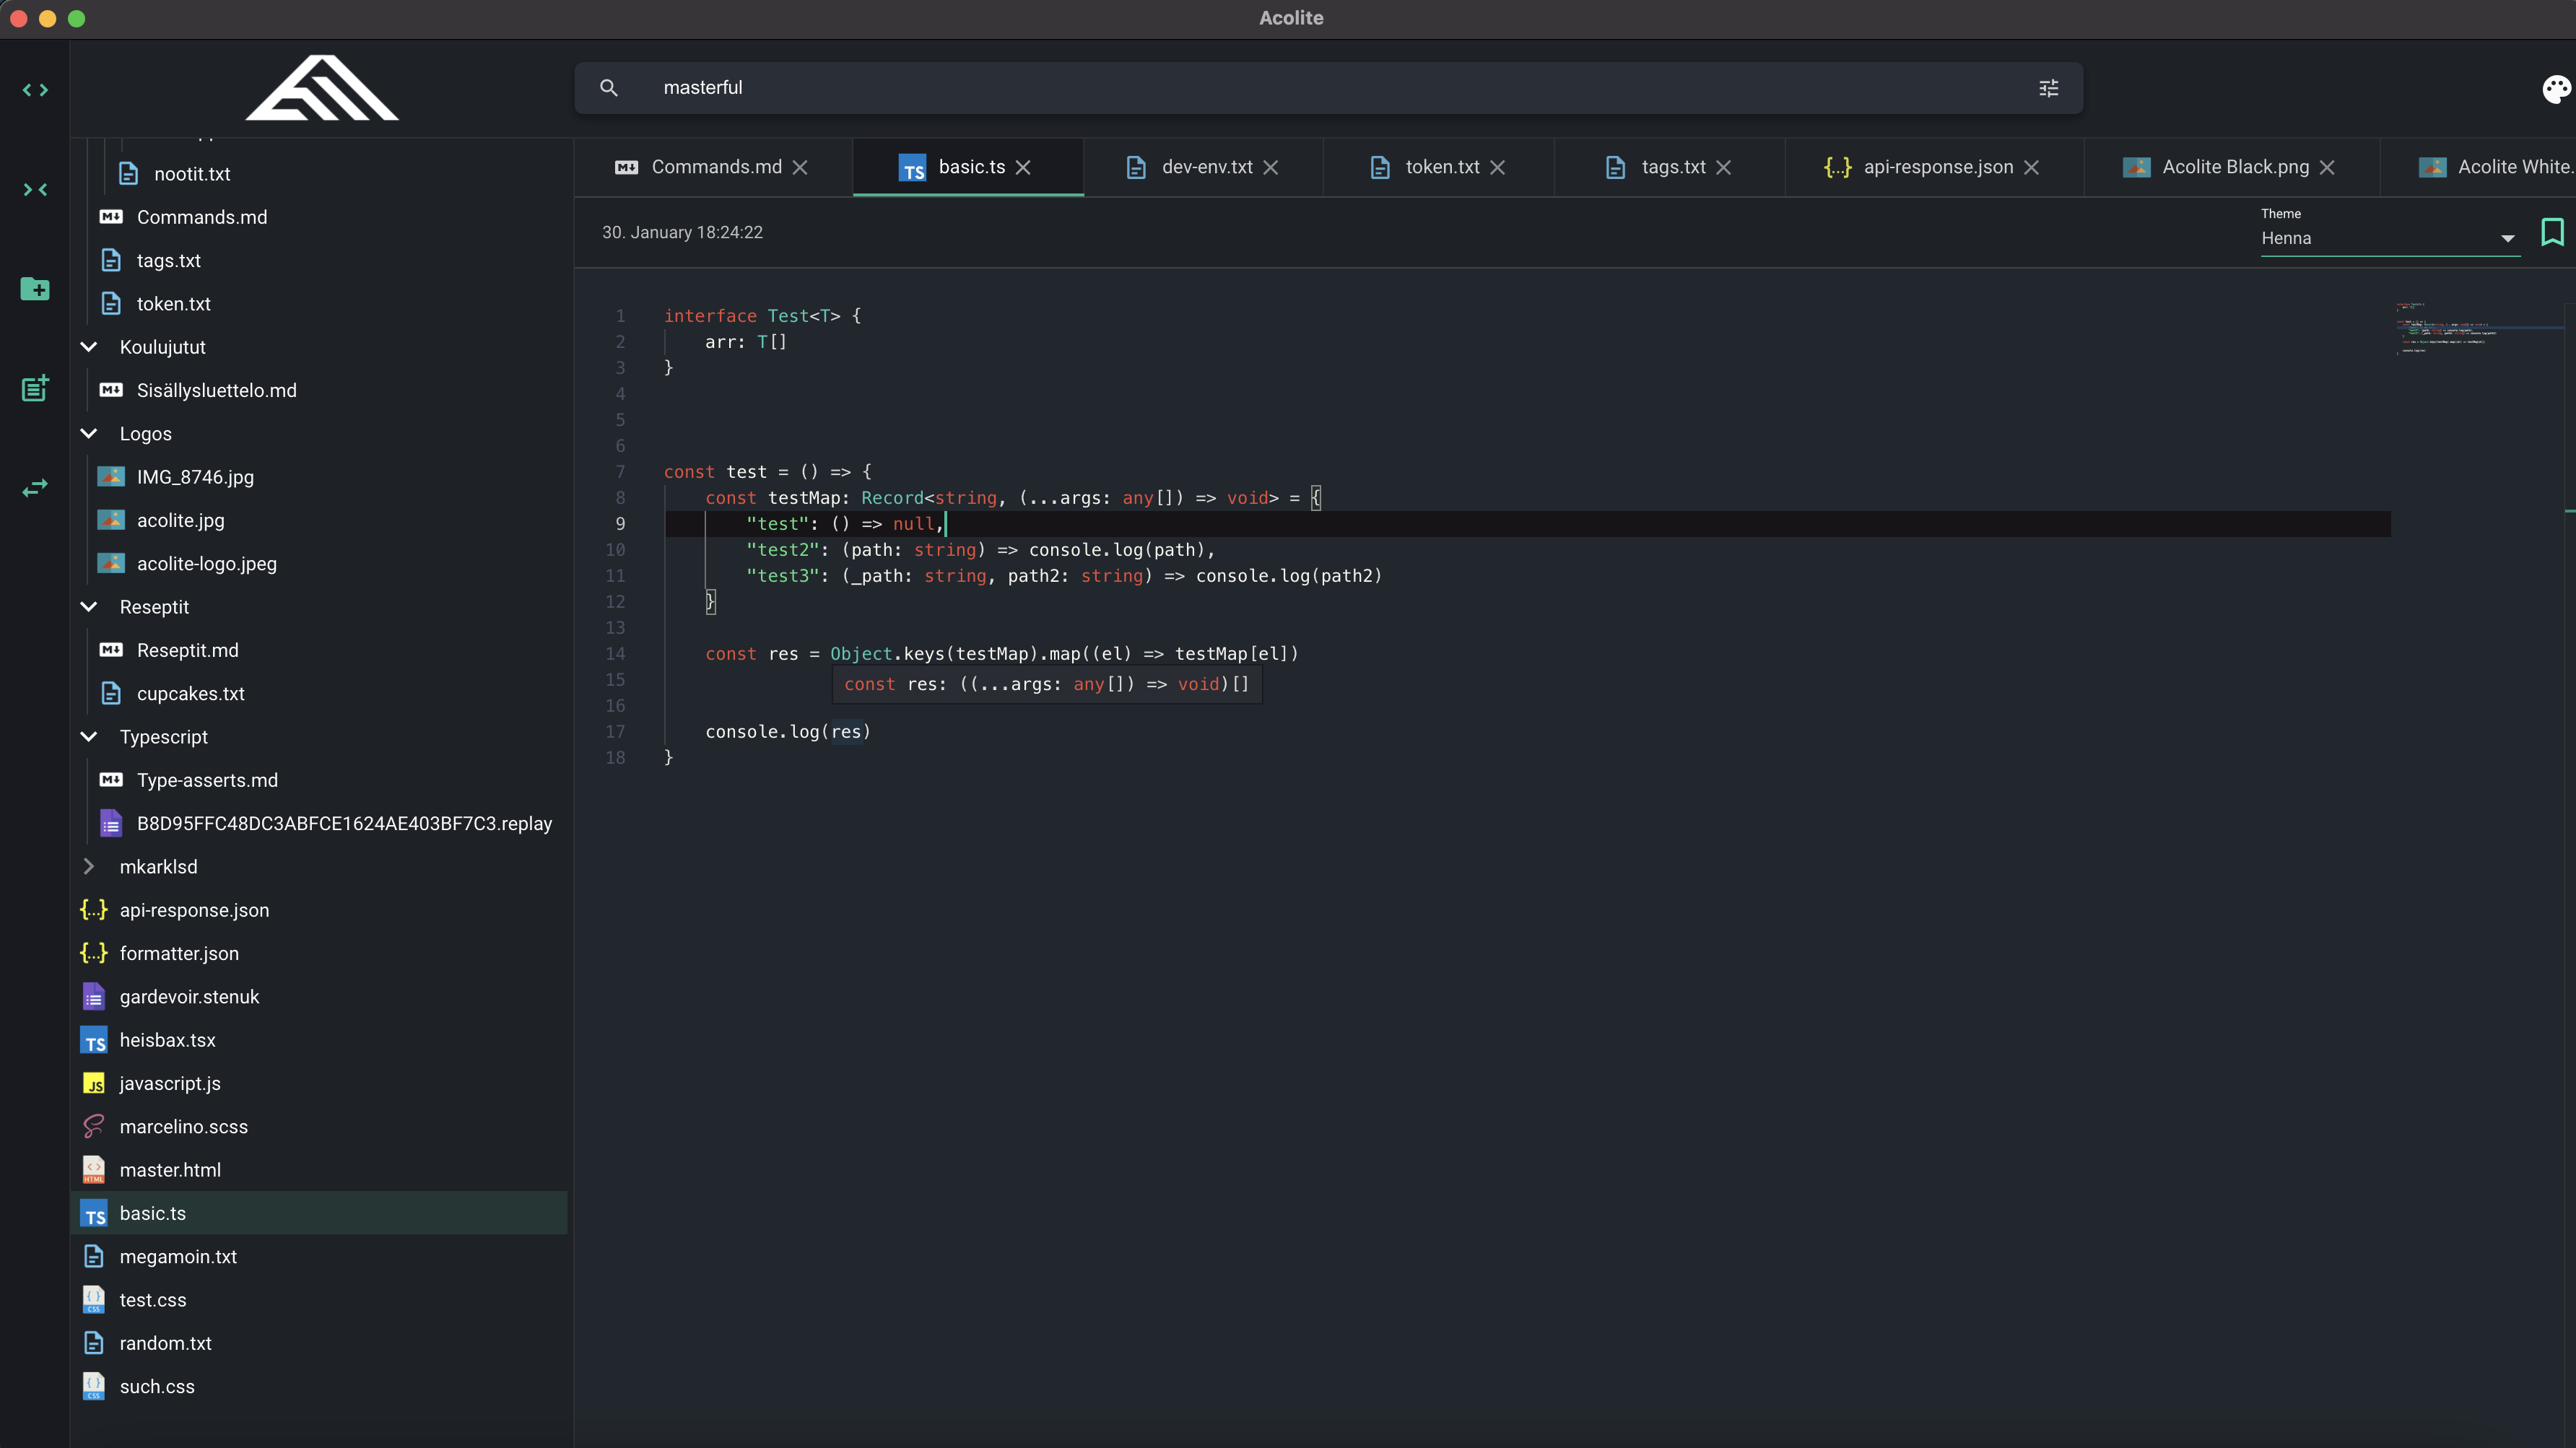 Acolite
masterful
nootit.txt
Commands.md
tags.txt
token.txt
Koulujutut
Sisällysluettelo.md
Logos
IMG_8746.jpg
acolite.jpg
acolite-logo.jpeg
Reseptit
Reseptit.md
cupcakes.txt
Typescript
Type-asserts.md
B8D95FFC48DC3ABFCE1624AE403BF7C3.replay
mkarklsd
api-response.json
formatter.json
gardevoir.stenuk
heisbax.tsx
javascript.js
marcelino.scss
master.html
basic.ts
megamoin.txt
test.css
random.txt
such.css
Commands.md basic.ts dev-env.txt token.txt tags.txt api-response.json Acolite Black.png Acolite White.
30. January 18:24:22
Theme
Henna
1 interface Test<T> {
2 arr: T[]
3 }
4
5
6
7 const test = () => {
8 const testMap: Record<string, (...args: any[]) => void> = {
9 "test": () => null,
10 "test2": (path: string) => console.log(path),
11 "test3": (_path: string, path2: string) => console.log(path2)
12 }
13
14 const res = Object.keys(testMap).map((el) => testMap[el])
15 const res: ((...args: any[]) => void)[]
16
17 console.log(res)
18 }